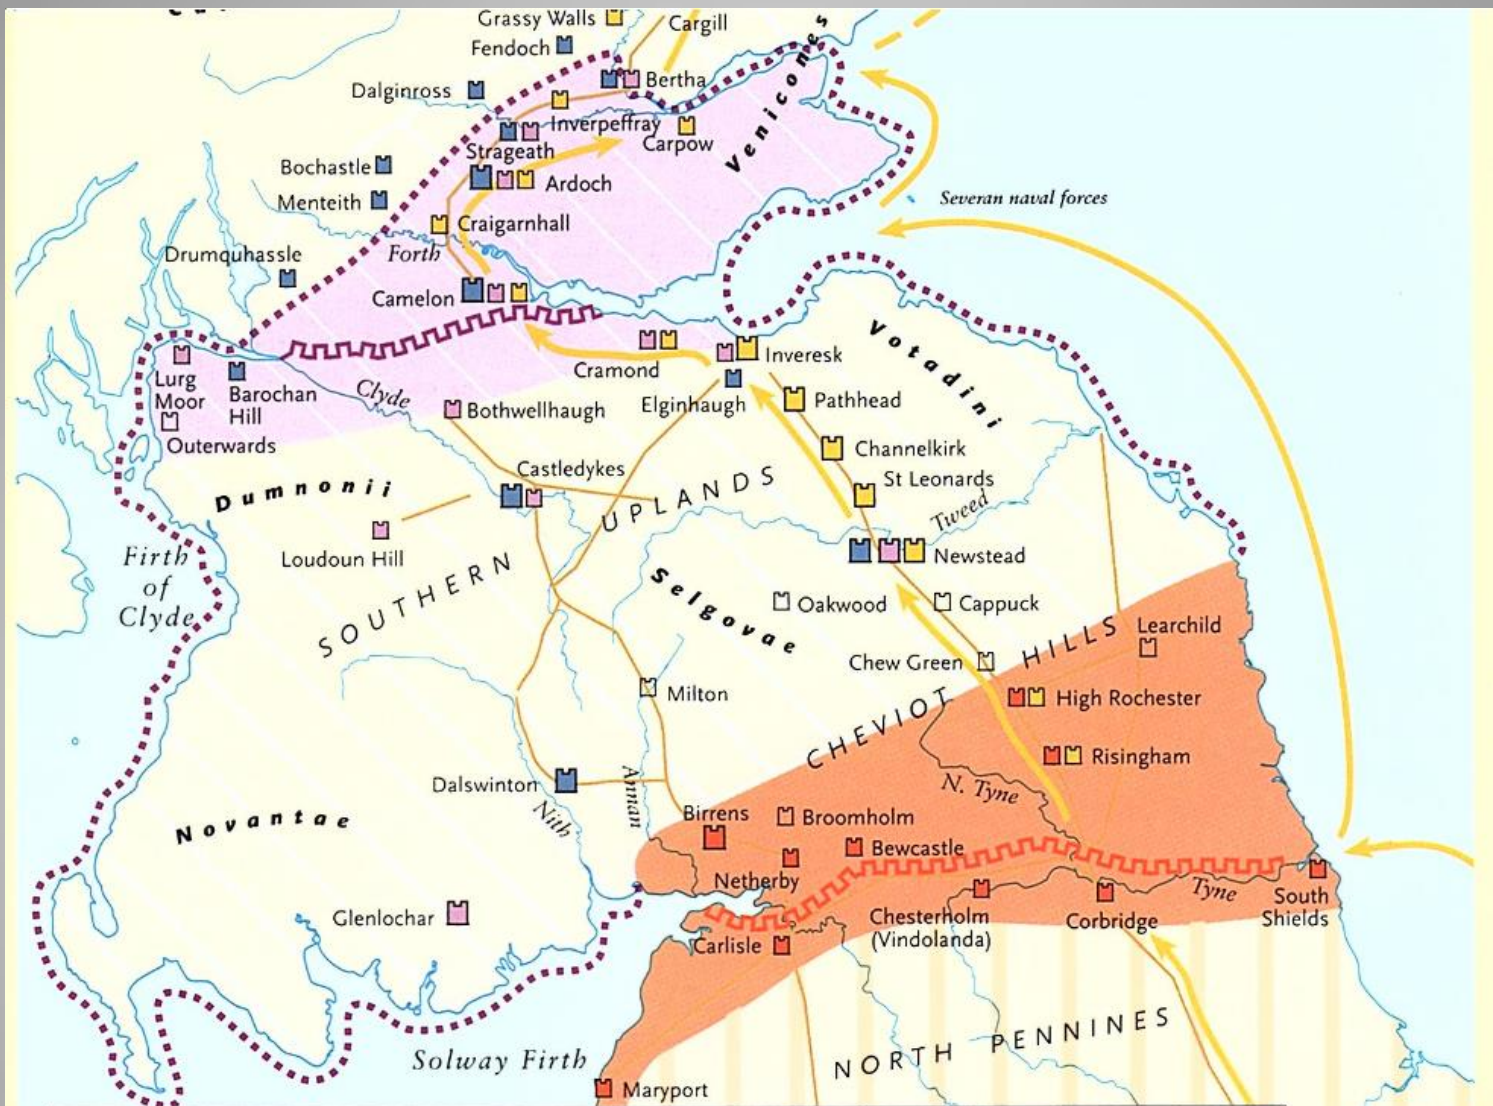 Grassy Walls
Cargill
Fendoch
Venicones
Bertha
Dalginross
Inverpeffray
Strageath
Carpow
Bochastle
Ardoch
Menteith
Severan naval forces
Craigarnhall
Forth
Drumquhassle
Camelon
Votadini
Inveresk
Cramond
Lurg
Moor
Barochan
Hill
Clyde
Elginhaugh
Pathhead
Bothwellhaugh
Outerwards
Channelkirk
Castledykes
St Leonards
Dumnonii
SOUTHERN UPLANDS
Tweed
Loudoun Hill
Firth
of
Clyde
Newstead
Selgovae
Oakwood
Cappuck
Learchild
Chew Green
CHEVIOT HILLS
Milton
High Rochester
Risingham
Dalswinton
Annan
N. Tyne
Nith
Novantae
Birrens
Broomholm
Bewcastle
Netherby
Tyne
South
Shields
Glenlochar
Chesterholm
(Vindolanda)
Corbridge
Carlisle
NORTH PENNINES
Solway Firth
Maryport